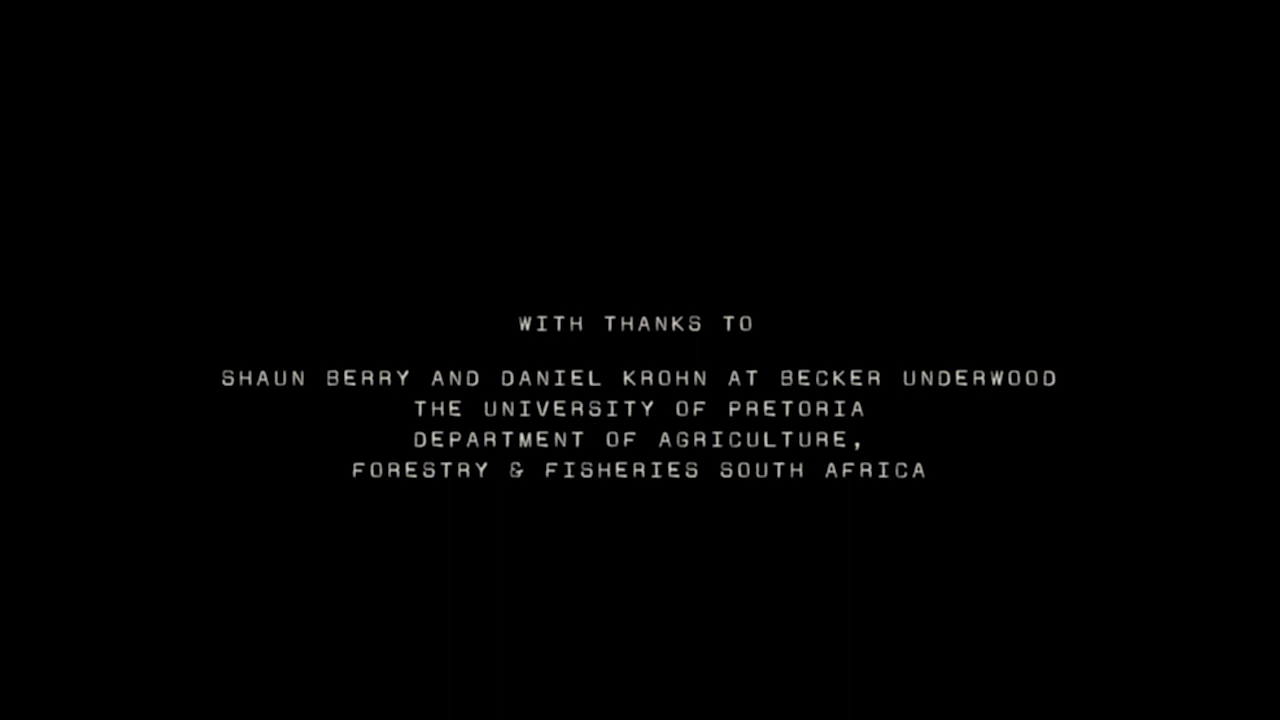 WITH THANKS TO
SHAUN BERRY AND DANIEL KROHN AT BECKER UNDERWOOD
THE UNIVERSITY OF PRETORIA
DEPARTMENT OF AGRICULTURE,
FORESTRY & FISHERIES SOUTH AFRICA